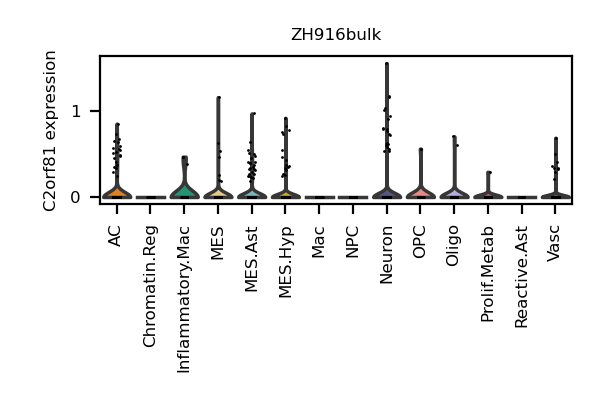 ZH916bulk
C2orf81 expression
1
0
AC
Chromatin.Reg
Inflammatory.Mac
MES
MES.Ast
MES.Hyp
Mac
NPC
Neuron
OPC
Oligo
Prolif.Metab
Reactive.Ast
Vasc